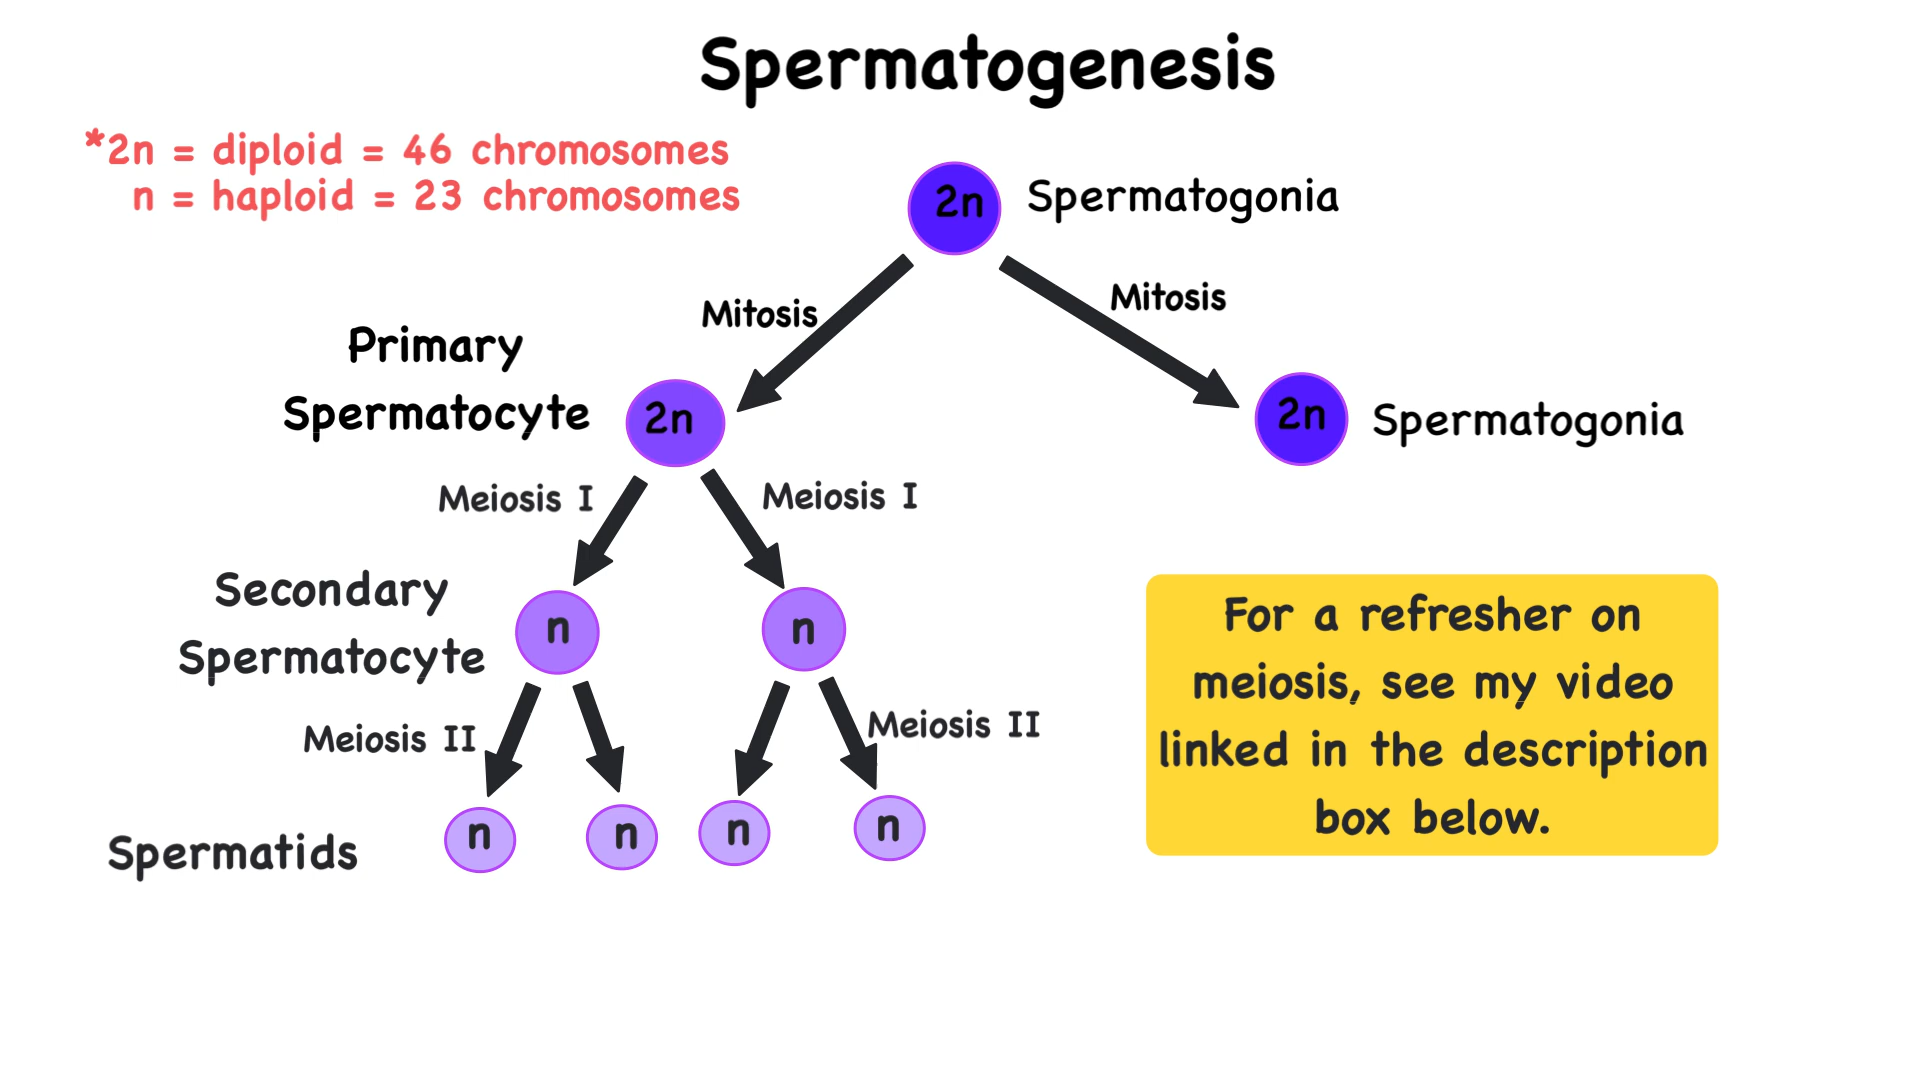 Spermatogenesis
*2n = diploid = 46 chromosomes
n = haploid = 23 chromosomes
2n
Spermatogonia
Mitosis
Mitosis
Primary
Spermatocyte
2n
2n
Spermatogonia
Meiosis I
Meiosis I
Secondary
Spermatocyte
n
n
Meiosis II
Meiosis II
Spermatids
n
n
n
n
For a refresher on
meiosis, see my video
linked in the description
box below.